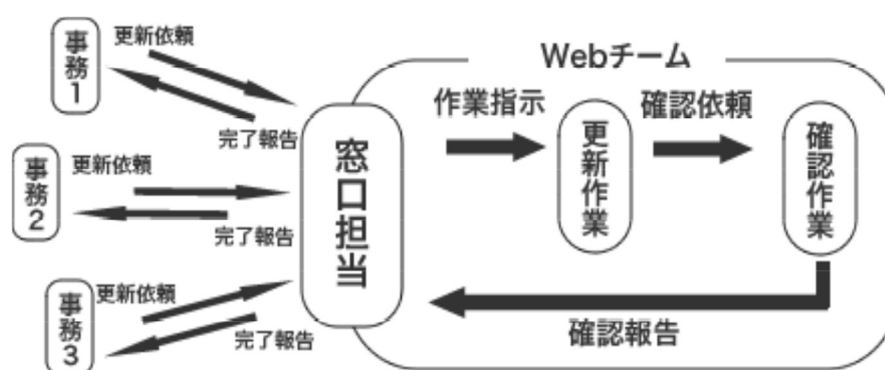 事務1
更新依頼
完了報告
事務2
更新依頼
完了報告
事務3
更新依頼
完了報告
窓口担当
Webチーム
作業指示
更新作業
確認依頼
確認作業
確認報告